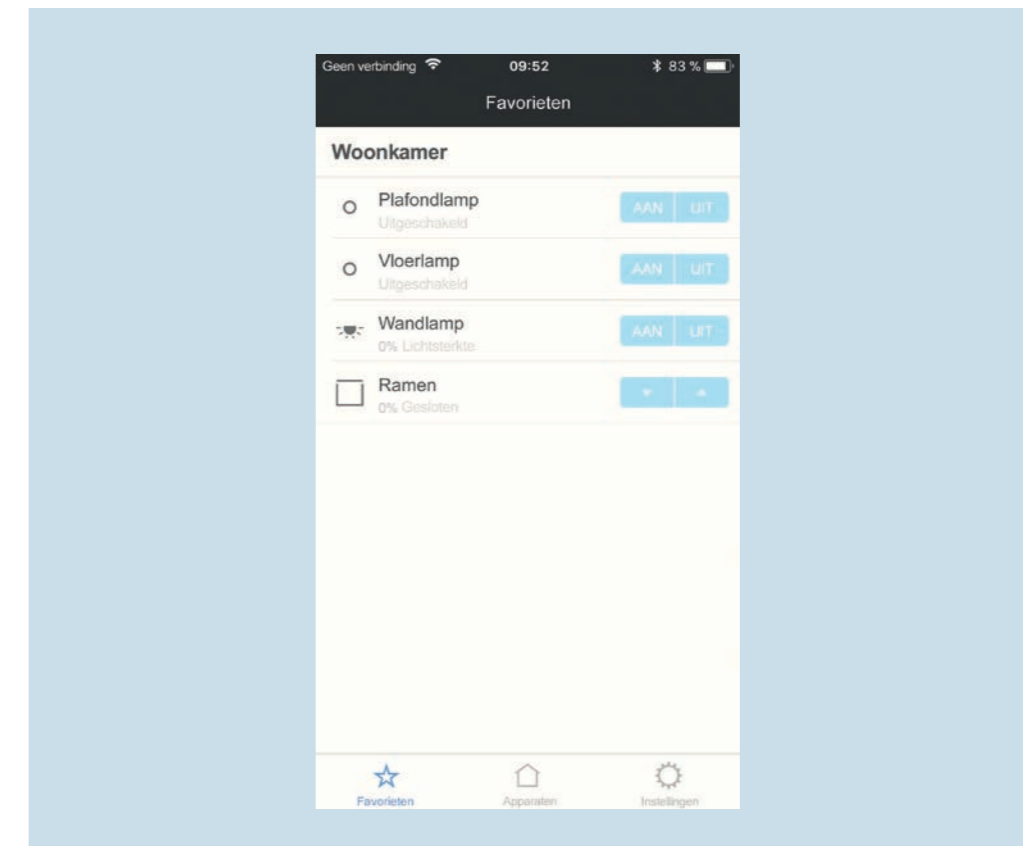 Geen verbinding 09:52 83 %
Favorieten
Woonkamer
Plafondlamp
Uitgeschakeld
AAN UIT
Vloerlamp
Uitgeschakeld
AAN UIT
Wandlamp
0% Lichtsterkte
AAN UIT
Ramen
0% Gesloten
Favorieten Apparaten Instellingen